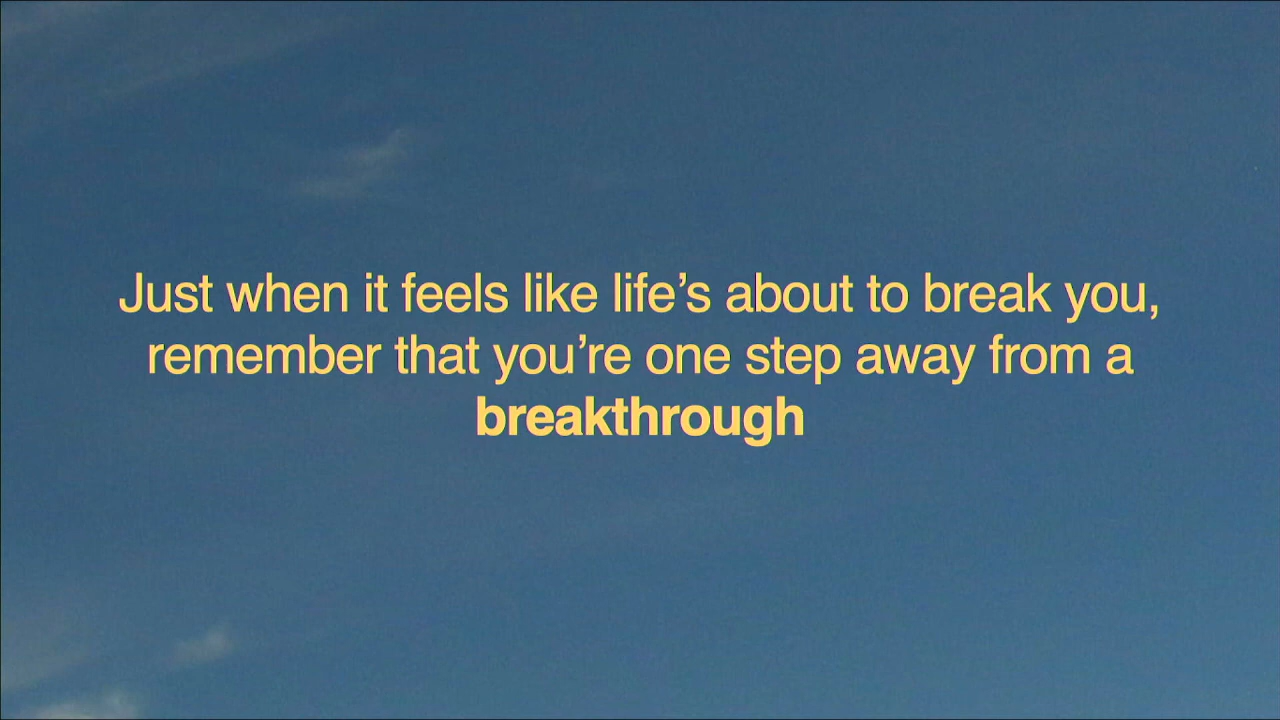 Just when it feels like life’s about to break you,
remember that you’re one step away from a
breakthrough